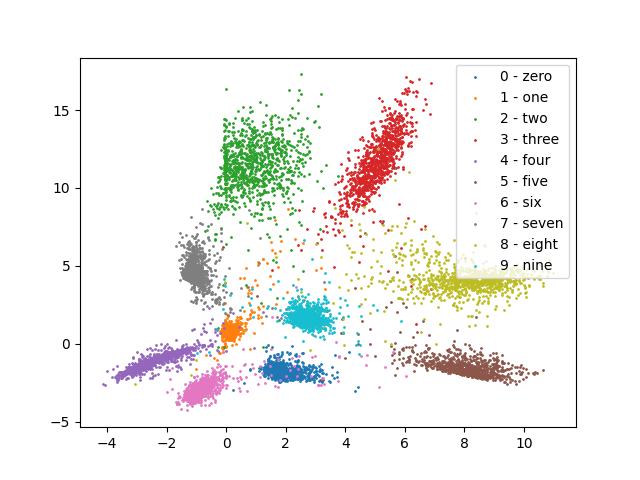 15
10
5
0
−5
−4
−2
0
2
4
6
8
10
0 - zero
1 - one
2 - two
3 - three
4 - four
5 - five
6 - six
7 - seven
8 - eight
9 - nine